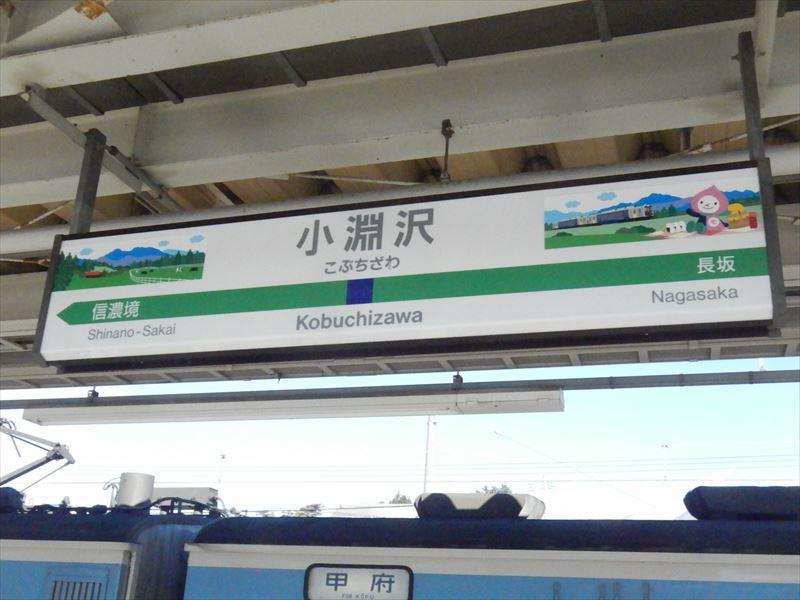 小淵沢
こぶちざわ
信濃境
長坂
Shinano-Sakai
Kobuchizawa
Nagasaka
甲府